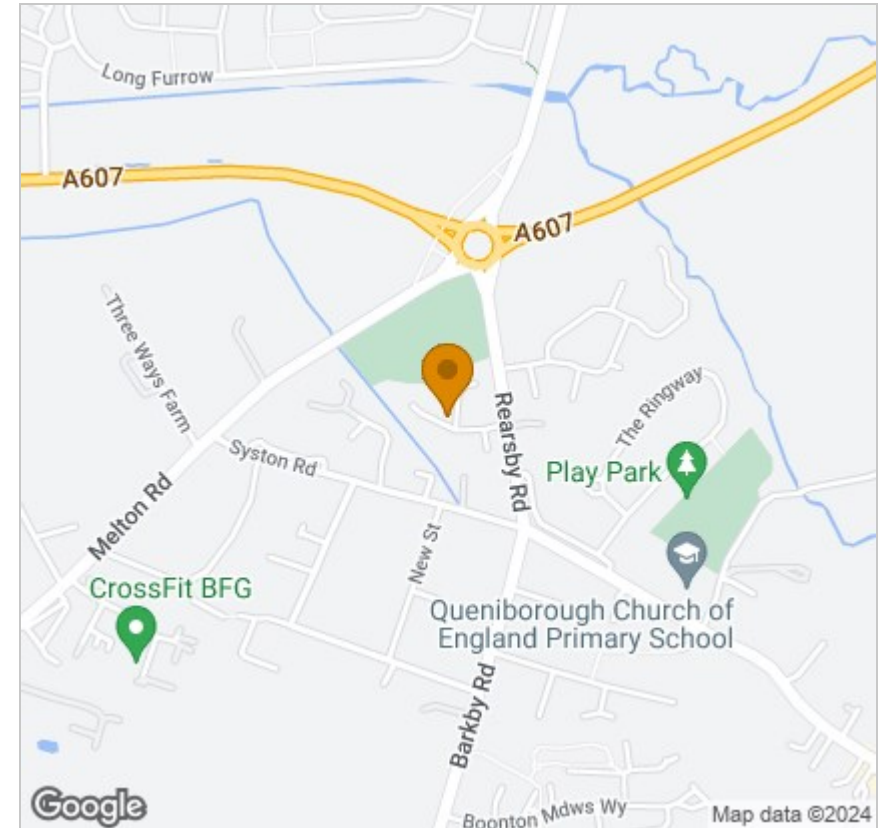 Long Furrow
A607
A607
Three Ways Farm
The Ringway
Rearsby Rd
Syston Rd
Play Park
Melton Rd
New St
CrossFit BFG
Queniborough Church of
England Primary School
Barkby Rd
Boonton Mdws Wy
Google
Map data ©2024